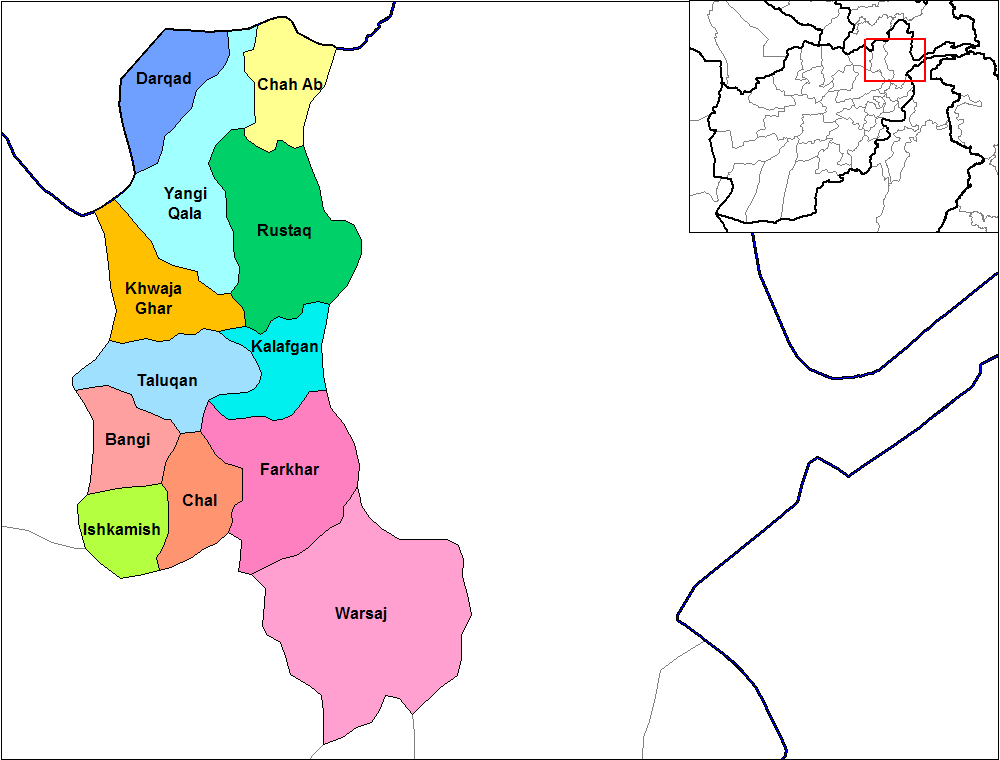 Darqad
Chah Ab
Yangi
Qala
Rustaq
Khwaja
Ghar
Kalafgan
Taluqan
Bangi
Farkhar
Chal
Ishkamish
Warsaj